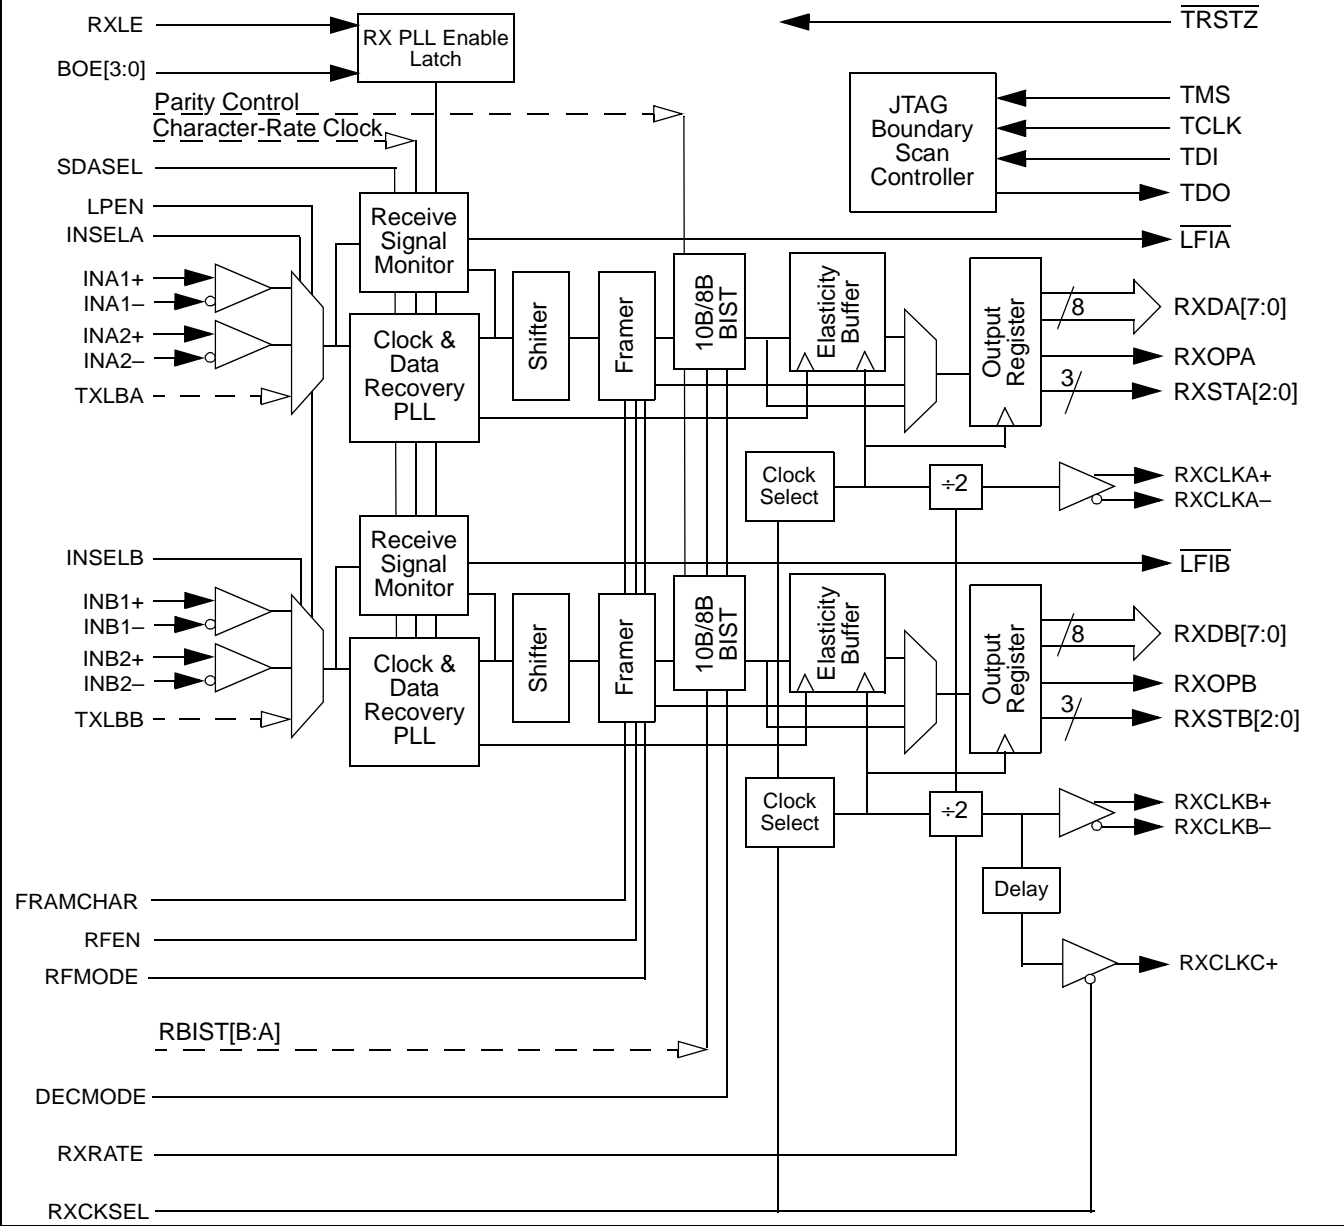 RXLE
BOE[3:0]
RX PLL Enable
Latch
TRSTZ
JTAG
Boundary
Scan
Controller
TMS
TCLK
TDI
TDO
Parity Control
Character-Rate Clock
SDASEL
LPEN
INSELA
INA1+
INA1–
INA2+
INA2–
TXLBA
Receive
Signal
Monitor
Clock &
Data
Recovery
PLL
Shifter
Framer
10B/8B
BIST
Elasticity
Buffer
Output
Register
LFIA
8
RXDA[7:0]
RXOPA
3
RXSTA[2:0]
Clock
Select
÷2
RXCLKA+
RXCLKA–
INSELB
INB1+
INB1–
INB2+
INB2–
TXLBB
Receive
Signal
Monitor
Clock &
Data
Recovery
PLL
Shifter
Framer
10B/8B
BIST
Elasticity
Buffer
Output
Register
LFIB
8
RXDB[7:0]
RXOPB
3
RXSTB[2:0]
Clock
Select
÷2
RXCLKB+
RXCLKB–
Delay
RXCLKC+
FRAMCHAR
RFEN
RFMODE
RBIST[B:A]
DECMODE
RXRATE
RXCKSEL